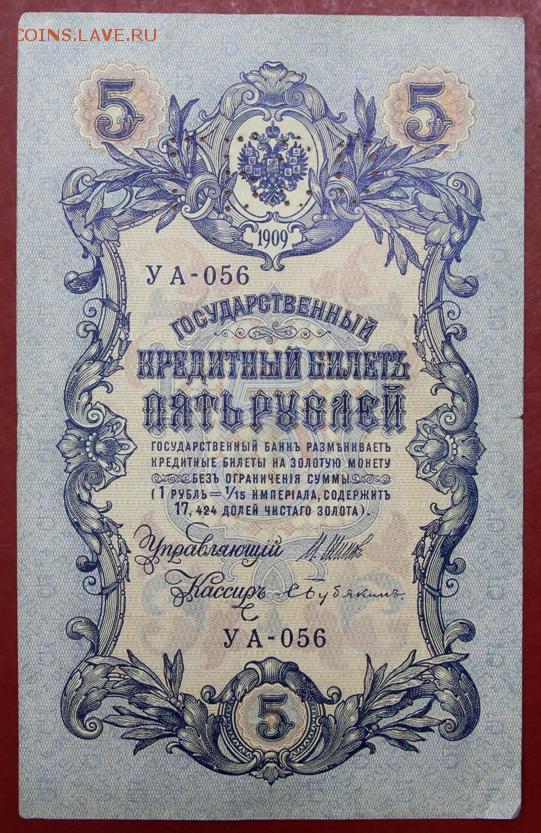 COINS.LAVE.РУ
5 5
1909
УА-056
ГОСУДАРСТВЕННЫЙ
КРЕДИТНЫЙ БИЛЕТЪ
ПЯТЬ РУБЛЕЙ
ГОСУДАРСТВЕННЫЙ БАНКЪ РАЗМѢНИВАЕТЪ
КРЕДИТНЫЕ БИЛЕТЫ НА ЗОЛОТУЮ МОНЕТУ
БЕЗЪ ОГРАНИЧЕНІЯ СУММЫ
(1 РУБЛЬ = 1/15 ИМПЕРІАЛА, СОДЕРЖИТЪ
17,424 ДОЛЕЙ ЧИСТАГО ЗОЛОТА).
Управляющій
Кассиръ
УА-056
5